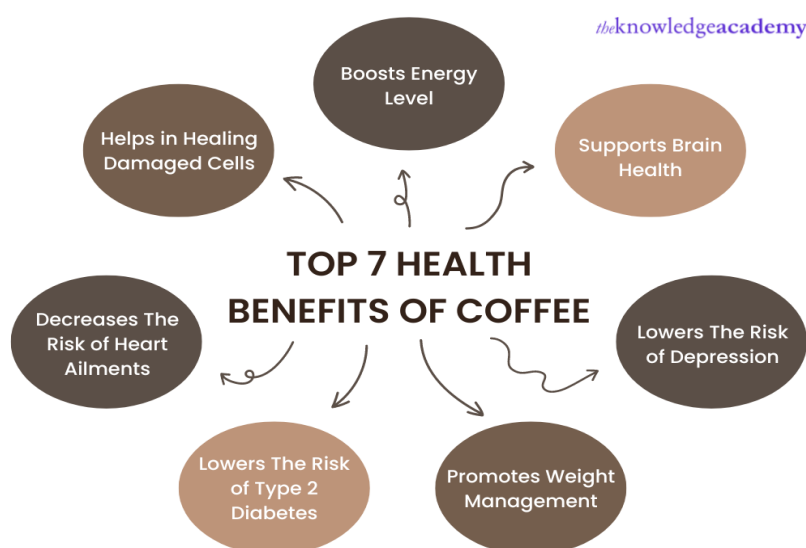 theknowledgeacademy
Boosts Energy
Level
Helps in Healing
Damaged Cells
Supports Brain
Health
TOP 7 HEALTH
BENEFITS OF COFFEE
Decreases The
Risk of Heart
Ailments
Lowers The Risk
of Depression
Lowers The Risk
of Type 2
Diabetes
Promotes Weight
Management